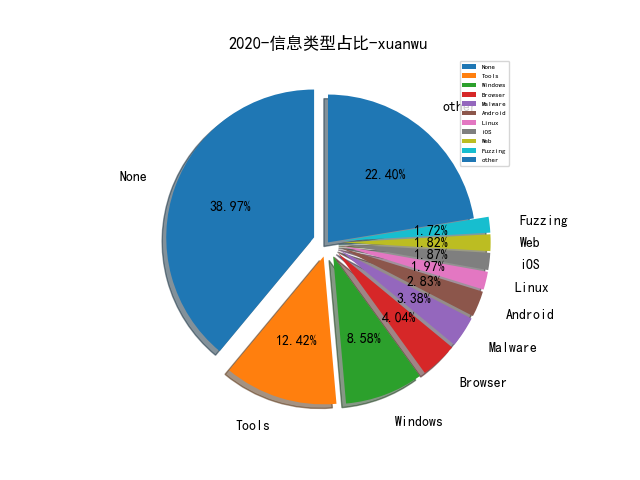 2020-信息类型占比-xuanwu
None
Tools
Windows
Browser
Malware
Android
Linux
iOS
Web
Fuzzing
other
other
22.40%
None
38.97%
Fuzzing
1.72%
Web
1.82%
iOS
1.87%
Linux
1.97%
Android
2.83%
Malware
3.38%
Browser
4.04%
Windows
8.58%
Tools
12.42%